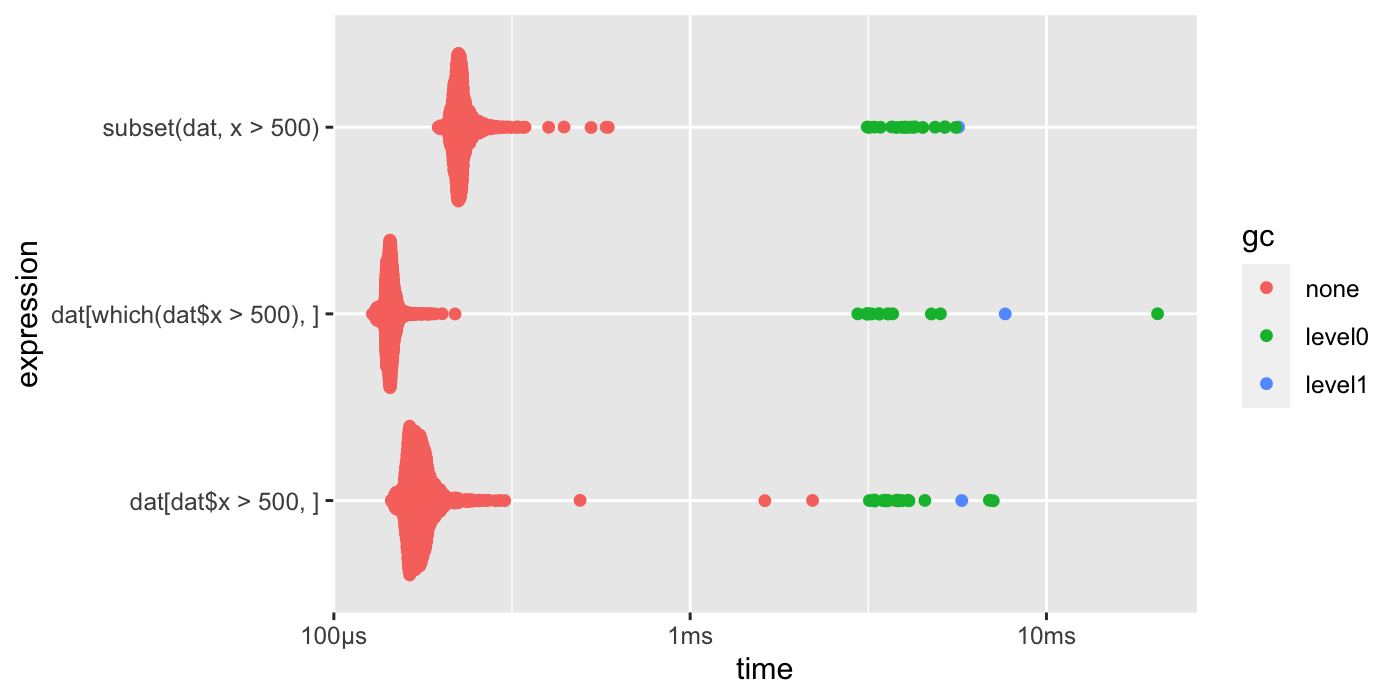 expression
subset(dat, x > 500)
dat[which(dat$x > 500), ]
dat[dat$x > 500, ]
100µs
1ms
10ms
time
gc
none
level0
level1